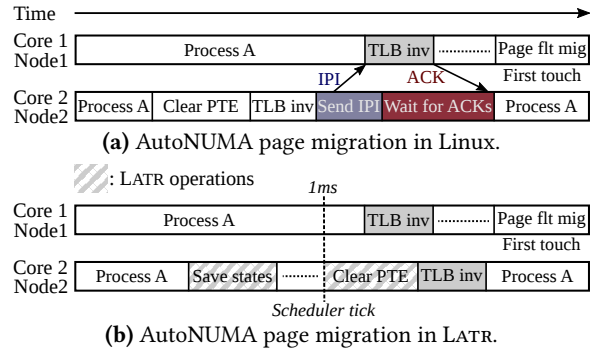 Time
Core 1 Node1 Process A TLB inv Page flt mig
IPI ACK First touch
Core 2 Node2 Process A Clear PTE TLB inv Send IPI Wait for ACKs Process A
(a) AutoNUMA page migration in Linux.
: LATR operations 1ms
Core 1 Node1 Process A TLB inv Page flt mig
First touch
Core 2 Node2 Process A Save states Clear PTE TLB inv Process A
Scheduler tick
(b) AutoNUMA page migration in LATR.